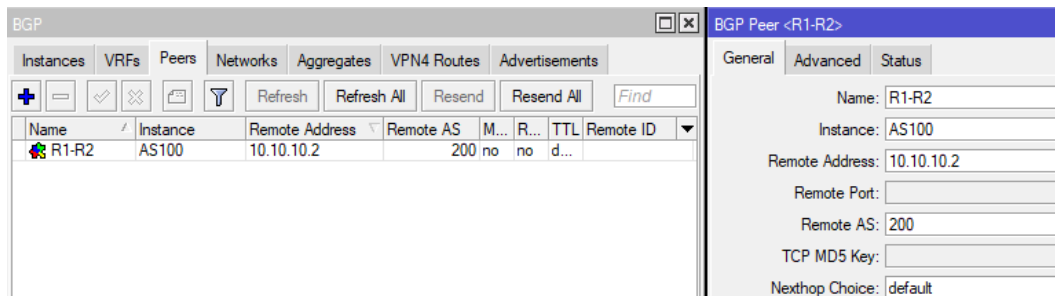 BGP
Instances VRFs Peers Networks Aggregates VPN4 Routes Advertisements
Refresh Refresh All Resend Resend All Find
Name Instance Remote Address Remote AS M... R... TTL Remote ID
R1-R2 AS100 10.10.10.2 200 no no d...
BGP Peer <R1-R2>
General Advanced Status
Name: R1-R2
Instance: AS100
Remote Address: 10.10.10.2
Remote Port:
Remote AS: 200
TCP MD5 Key:
Nexthop Choice: default